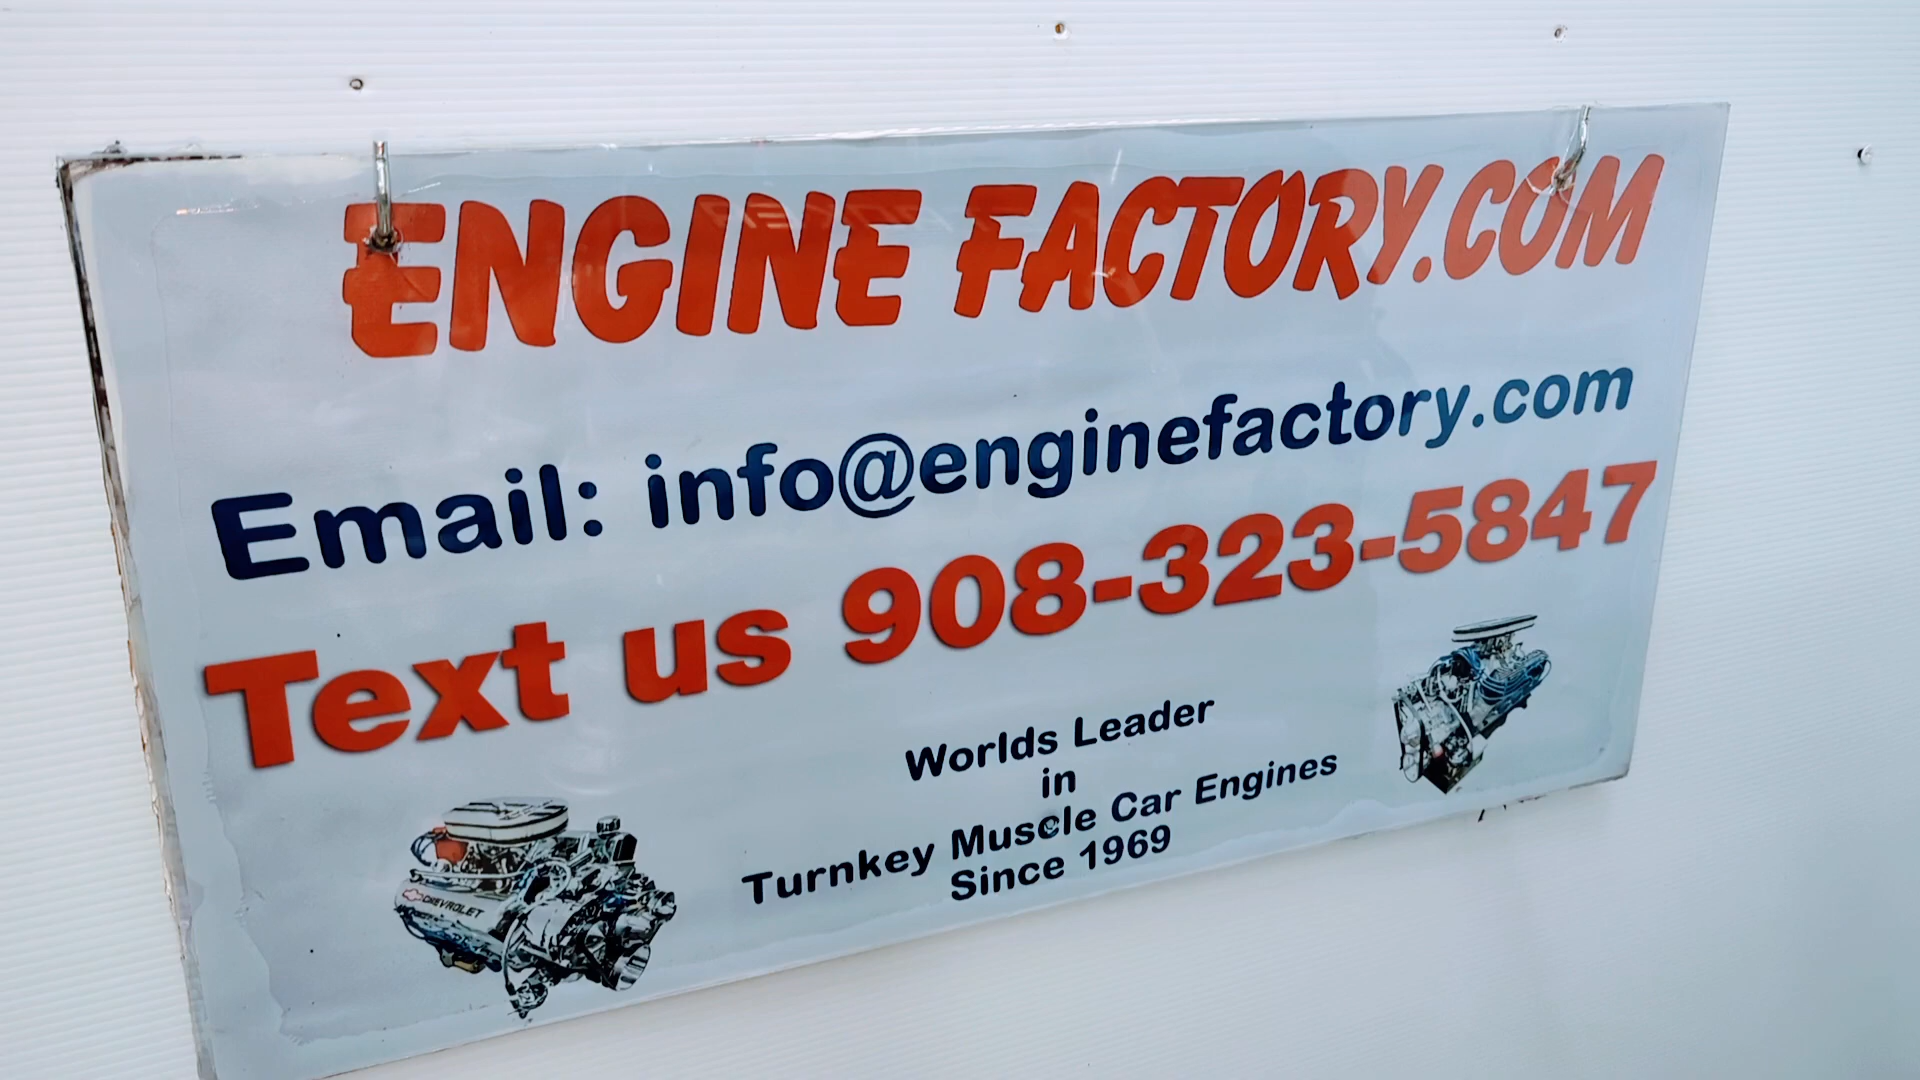 ENGINE FACTORY.COM
Email: info@enginefactory.com
Text us 908-323-5847
Worlds Leader
in
Turnkey Muscle Car Engines
Since 1969
CHEVROLET